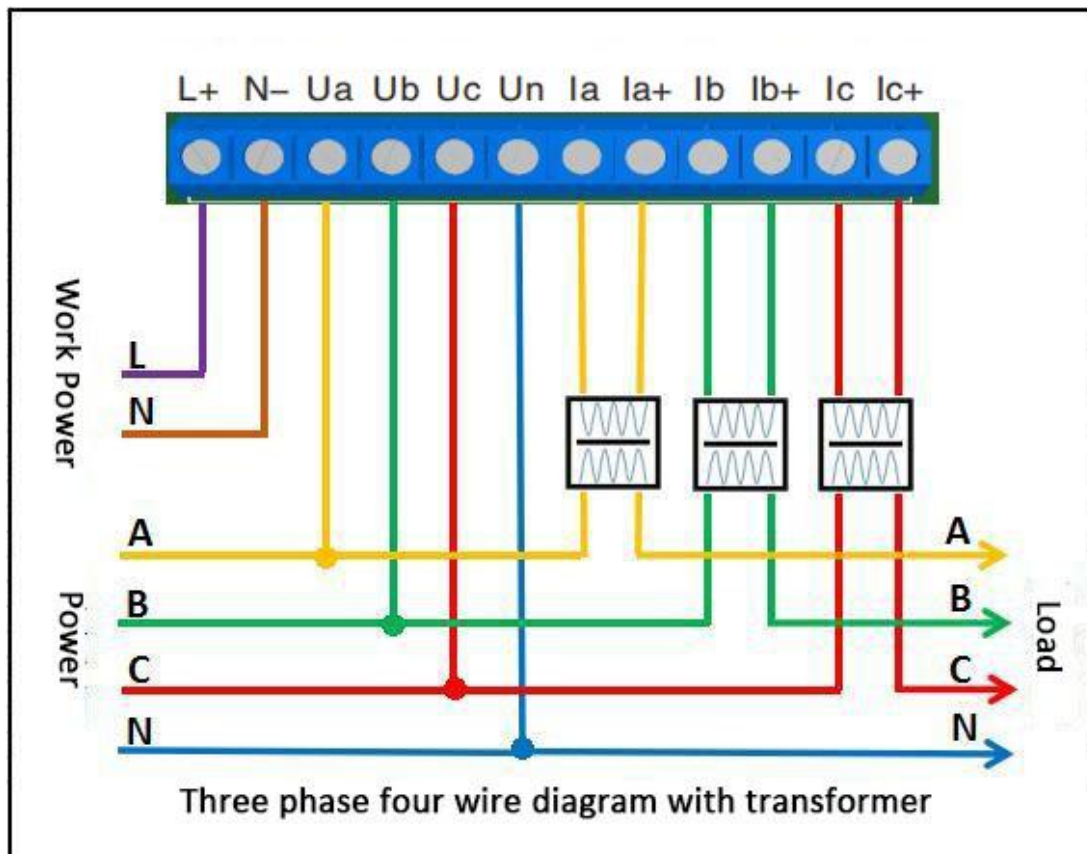 L+ N– Ua Ub Uc Un Ia Ia+ Ib Ib+ Ic Ic+
Work Power
L
N
Power
A
B
C
N
A
B
C
N
Load
Three phase four wire diagram with transformer